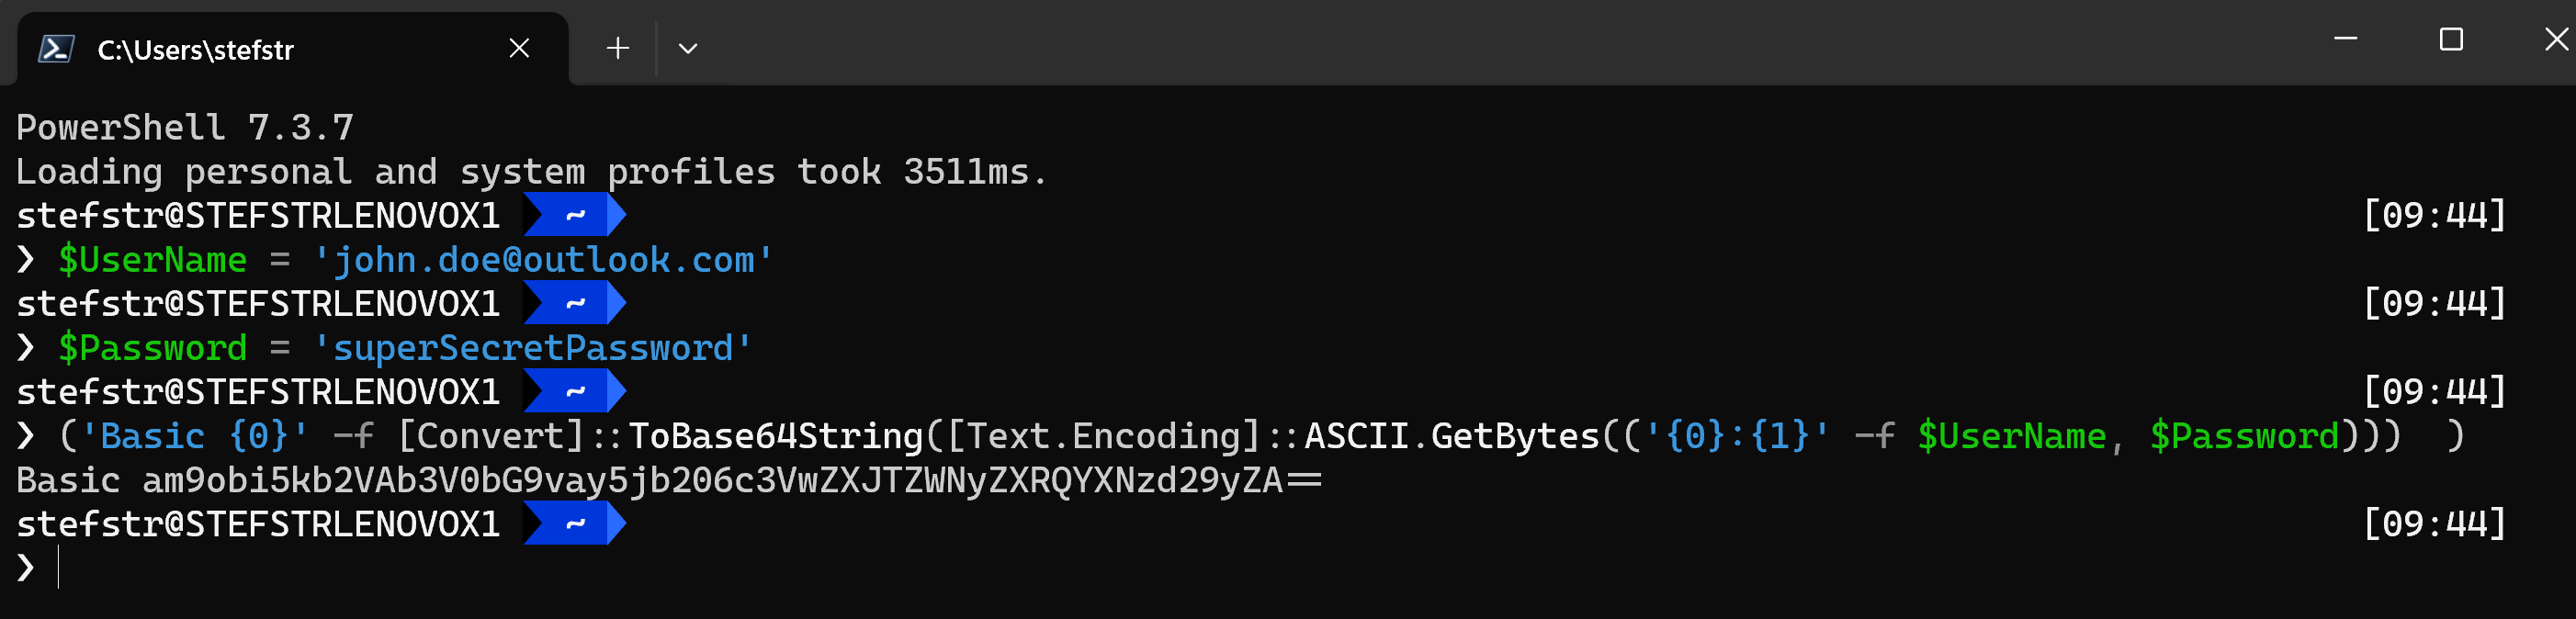 C:\Users\stefstr
PowerShell 7.3.7
Loading personal and system profiles took 3511ms.
stefstr@STEFSTRLENOVOX1 ~ [09:44]
❯ $UserName = 'john.doe@outlook.com'
stefstr@STEFSTRLENOVOX1 ~ [09:44]
❯ $Password = 'superSecretPassword'
stefstr@STEFSTRLENOVOX1 ~ [09:44]
❯ ('Basic {0}' -f [Convert]::ToBase64String([Text.Encoding]::ASCII.GetBytes(('{0}:{1}' -f $UserName, $Password)))  )
Basic am9obi5kb2VAb3V0bG9vay5jb206c3VwZXJTZWNyZXRQYXNzd29yZA==
stefstr@STEFSTRLENOVOX1 ~ [09:44]
❯